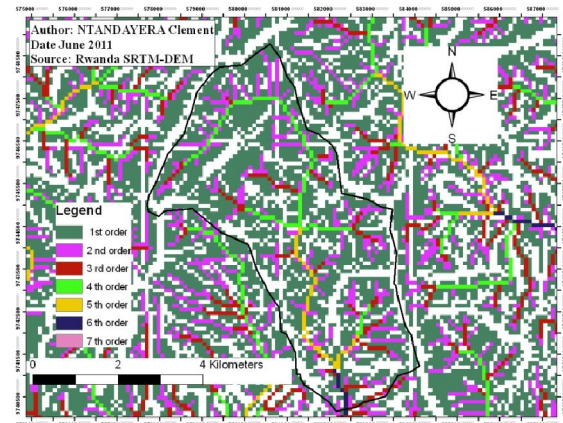 575000 577000 578000 579000 580000 581000 582000 583000 584000 585000 586000 587000
Author: NTANDAYERA Clement
Date June 2011
Source: Rwanda SRTM-DEM
N
W E
S
Legend
1st order
2 nd order
3 rd order
4 th order
5 th order
6 th order
7 th order
0 2 4 Kilometers